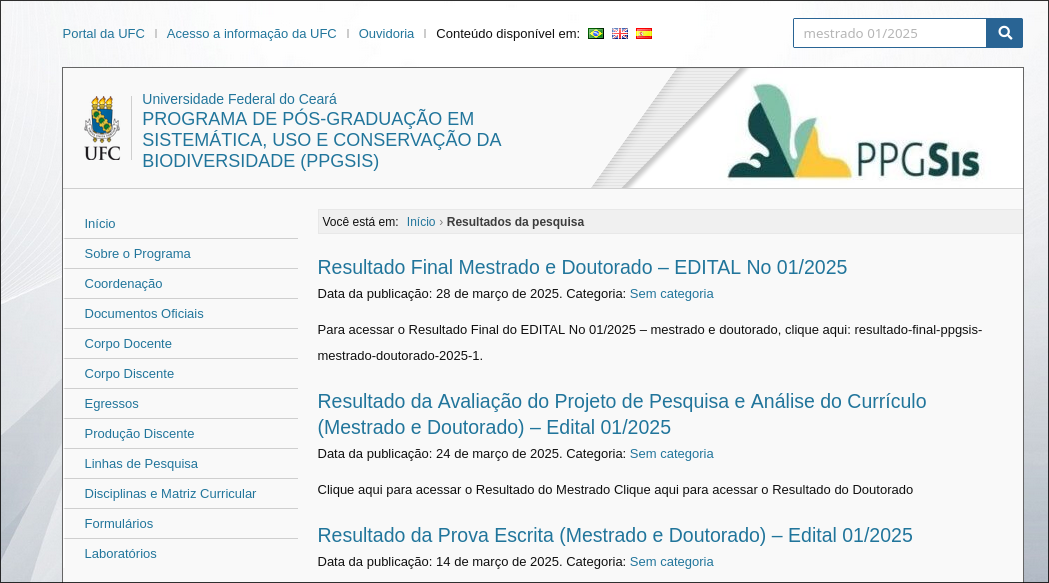 Portal da UFC | Acesso a informação da UFC | Ouvidoria | Conteúdo disponível em:
mestrado 01/2025
UFC
Universidade Federal do Ceará
PROGRAMA DE PÓS-GRADUAÇÃO EM
SISTEMÁTICA, USO E CONSERVAÇÃO DA
BIODIVERSIDADE (PPGSIS)
PPGSIS
Início
Sobre o Programa
Coordenação
Documentos Oficiais
Corpo Docente
Corpo Discente
Egressos
Produção Discente
Linhas de Pesquisa
Disciplinas e Matriz Curricular
Formulários
Laboratórios
Você está em: Início › Resultados da pesquisa
Resultado Final Mestrado e Doutorado – EDITAL No 01/2025
Data da publicação: 28 de março de 2025. Categoria: Sem categoria
Para acessar o Resultado Final do EDITAL No 01/2025 – mestrado e doutorado, clique aqui: resultado-final-ppgsis-
mestrado-doutorado-2025-1.
Resultado da Avaliação do Projeto de Pesquisa e Análise do Currículo
(Mestrado e Doutorado) – Edital 01/2025
Data da publicação: 24 de março de 2025. Categoria: Sem categoria
Clique aqui para acessar o Resultado do Mestrado Clique aqui para acessar o Resultado do Doutorado
Resultado da Prova Escrita (Mestrado e Doutorado) – Edital 01/2025
Data da publicação: 14 de março de 2025. Categoria: Sem categoria